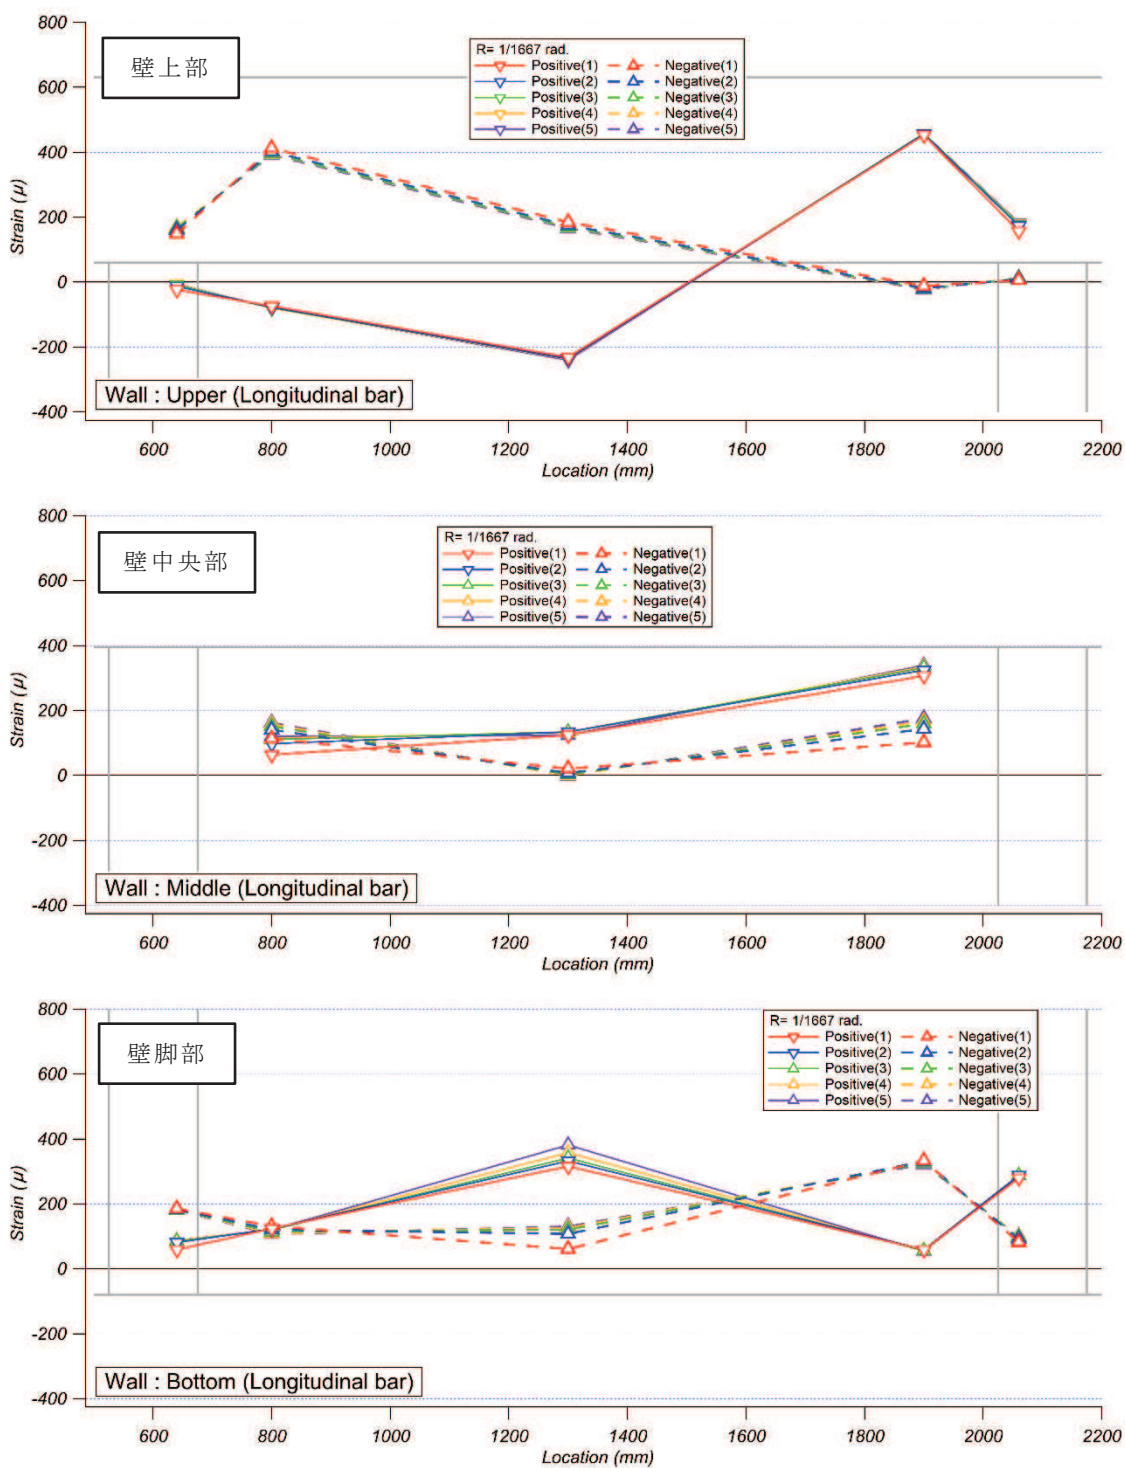 800
600
400
200
0
-200
-400
Strain (μ)
壁上部
R= 1/1667 rad.
Positive(1) Negative(1)
Positive(2) Negative(2)
Positive(3) Negative(3)
Positive(4) Negative(4)
Positive(5) Negative(5)
Wall : Upper (Longitudinal bar)
600 800 1000 1200 1400 1600 1800 2000 2200
Location (mm)
800
600
400
200
0
-200
-400
Strain (μ)
壁中央部
R= 1/1667 rad.
Positive(1) Negative(1)
Positive(2) Negative(2)
Positive(3) Negative(3)
Positive(4) Negative(4)
Positive(5) Negative(5)
Wall : Middle (Longitudinal bar)
600 800 1000 1200 1400 1600 1800 2000 2200
Location (mm)
800
600
400
200
0
-200
-400
Strain (μ)
壁脚部
R= 1/1667 rad.
Positive(1) Negative(1)
Positive(2) Negative(2)
Positive(3) Negative(3)
Positive(4) Negative(4)
Positive(5) Negative(5)
Wall : Bottom (Longitudinal bar)
600 800 1000 1200 1400 1600 1800 2000 2200
Location (mm)